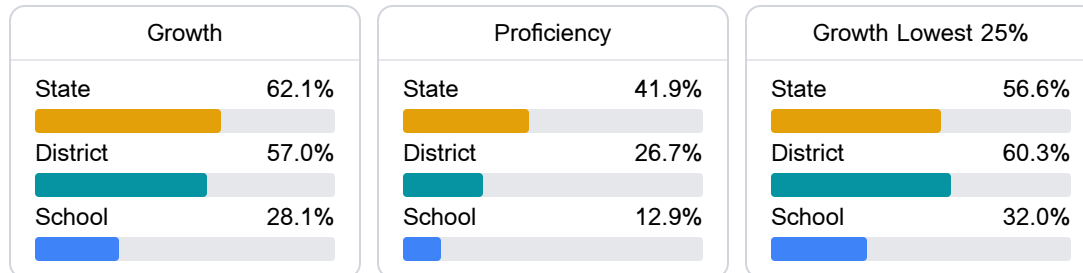 Growth
State 62.1%
District 57.0%
School 28.1%
Proficiency
State 41.9%
District 26.7%
School 12.9%
Growth Lowest 25%
State 56.6%
District 60.3%
School 32.0%